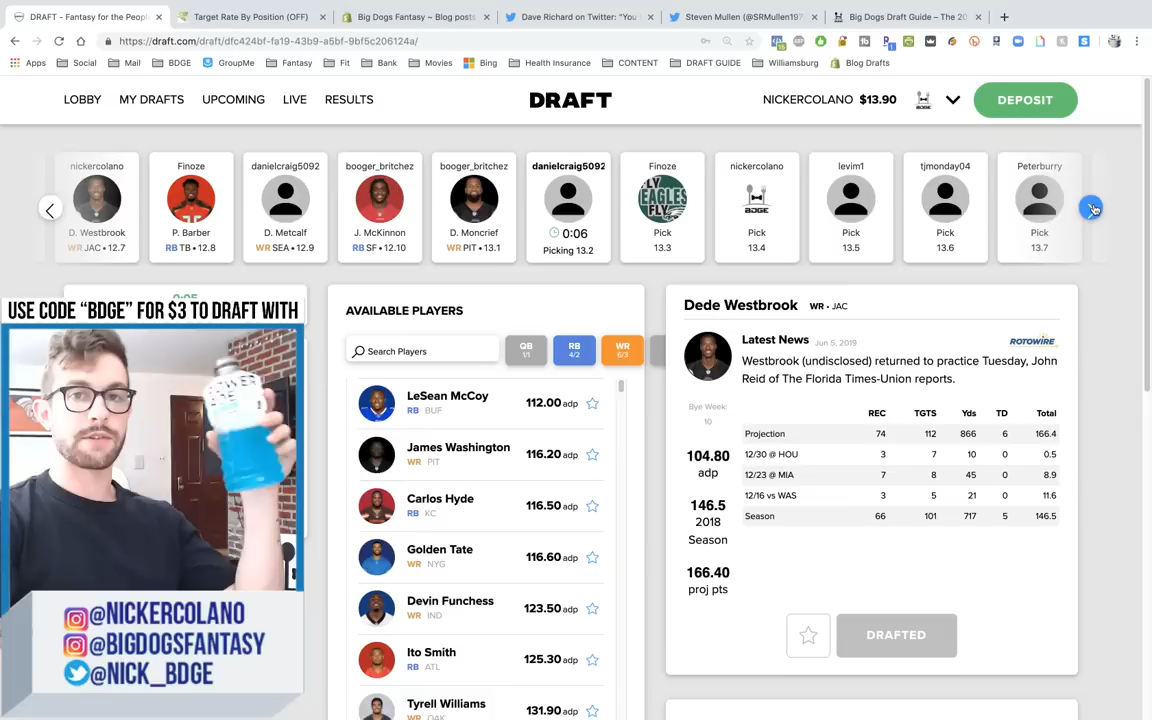 DRAFT - Fantasy for the People
Target Rate By Position (OFF)
Big Dogs Fantasy ~ Blog posts
Dave Richard on Twitter: "You
Steven Mullen (@SRMullen197
Big Dogs Draft Guide – The 20
https://draft.com/draft/dfc424bf-fa19-43b9-a5bf-9bf5c206124a/
Apps Social Mail BDGE GroupMe Fantasy Fit Bank Movies Bing Health Insurance CONTENT DRAFT GUIDE Williamsburg Blog Drafts
LOBBY MY DRAFTS UPCOMING LIVE RESULTS DRAFT NICKERCOLANO $13.90 DEPOSIT
nickercolano Finoze danielcraig5092 booger_britchez booger_britchez danielcraig5092 Finoze nickercolano levim1 tjmonday04 Peterburry
FLY EAGLES FLY
BDGE
D. Westbrook P. Barber D. Metcalf J. McKinnon D. Moncrief 0:06 Pick Pick Pick Pick Pick
WR JAC • 12.7 RB TB • 12.8 WR SEA • 12.9 RB SF • 12.10 WR PIT • 13.1 Picking 13.2 13.3 13.4 13.5 13.6 13.7
USE CODE "BDGE" FOR $3 TO DRAFT WITH
@NICKERCOLANO
@BIGDOGSFANTASY
@NICK_BDGE
AVAILABLE PLAYERS
Search Players
QB
1/1
RB
4/2
WR
6/3
LeSean McCoy
RB BUF
112.00 adp
James Washington
WR PIT
116.20 adp
Carlos Hyde
RB KC
116.50 adp
Golden Tate
WR NYG
116.60 adp
Devin Funchess
WR IND
123.50 adp
Ito Smith
RB ATL
125.30 adp
Tyrell Williams
WR OAK
131.90 adp
Dede Westbrook WR • JAC
Latest News Jun 5, 2019
ROTOWIRE
Westbrook (undisclosed) returned to practice Tuesday, John
Reid of The Florida Times-Union reports.
Bye Week:
10
104.80
adp
146.5
2018
Season
166.40
proj pts
REC TGTS Yds TD Total
Projection 74 112 866 6 166.4
12/30 @ HOU 3 7 10 0 0.5
12/23 @ MIA 7 8 45 0 8.9
12/16 vs WAS 3 5 21 0 11.6
Season 66 101 717 5 146.5
DRAFTED